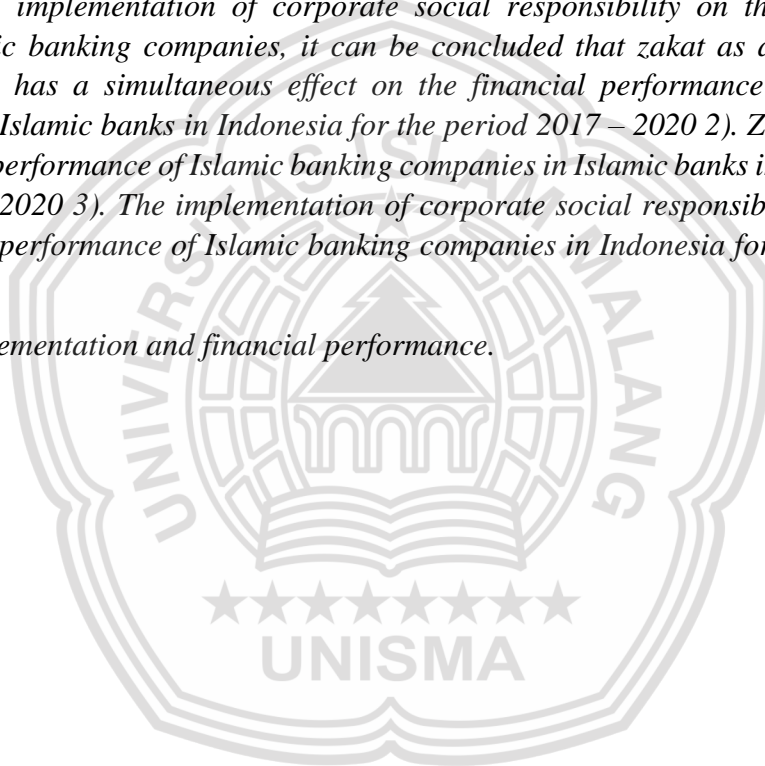 implementation of corporate social responsibility on th
ic banking companies, it can be concluded that zakat as a
has a simultaneous effect on the financial performance
Islamic banks in Indonesia for the period 2017 – 2020 2). Z
performance of Islamic banking companies in Islamic banks i
2020 3). The implementation of corporate social responsib
performance of Islamic banking companies in Indonesia for
ementation and financial performance.
UNIVERSITAS ISLAM MALANG
UNISMA